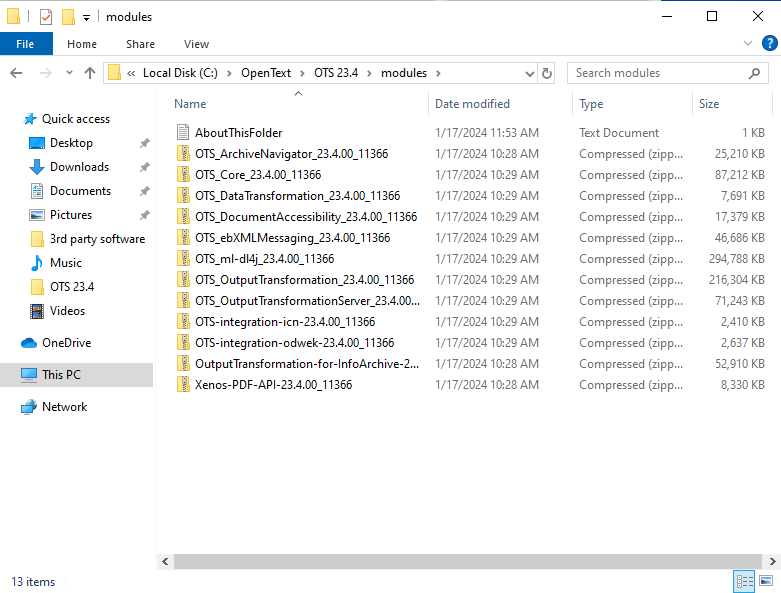 modules
File Home Share View
« Local Disk (C:) › OpenText › OTS 23.4 › modules ›
Search modules
Name Date modified Type Size
Quick access
Desktop
Downloads
Documents
Pictures
3rd party software
Music
OTS 23.4
Videos
OneDrive
This PC
Network
AboutThisFolder 1/17/2024 11:53 AM Text Document 1 KB
OTS_ArchiveNavigator_23.4.00_11366 1/17/2024 10:28 AM Compressed (zipp... 25,210 KB
OTS_Core_23.4.00_11366 1/17/2024 10:29 AM Compressed (zipp... 87,212 KB
OTS_DataTransformation_23.4.00_11366 1/17/2024 10:29 AM Compressed (zipp... 7,691 KB
OTS_DocumentAccessibility_23.4.00_11366 1/17/2024 10:29 AM Compressed (zipp... 17,379 KB
OTS_ebXMLMessaging_23.4.00_11366 1/17/2024 10:29 AM Compressed (zipp... 46,686 KB
OTS_ml-dl4j_23.4.00_11366 1/17/2024 10:29 AM Compressed (zipp... 294,788 KB
OTS_OutputTransformation_23.4.00_11366 1/17/2024 10:29 AM Compressed (zipp... 216,304 KB
OTS_OutputTransformationServer_23.4.00... 1/17/2024 10:29 AM Compressed (zipp... 71,243 KB
OTS-integration-icn-23.4.00_11366 1/17/2024 10:29 AM Compressed (zipp... 2,410 KB
OTS-integration-odwek-23.4.00_11366 1/17/2024 10:29 AM Compressed (zipp... 2,637 KB
OutputTransformation-for-InfoArchive-2... 1/17/2024 10:28 AM Compressed (zipp... 52,910 KB
Xenos-PDF-API-23.4.00_11366 1/17/2024 10:28 AM Compressed (zipp... 8,330 KB
13 items